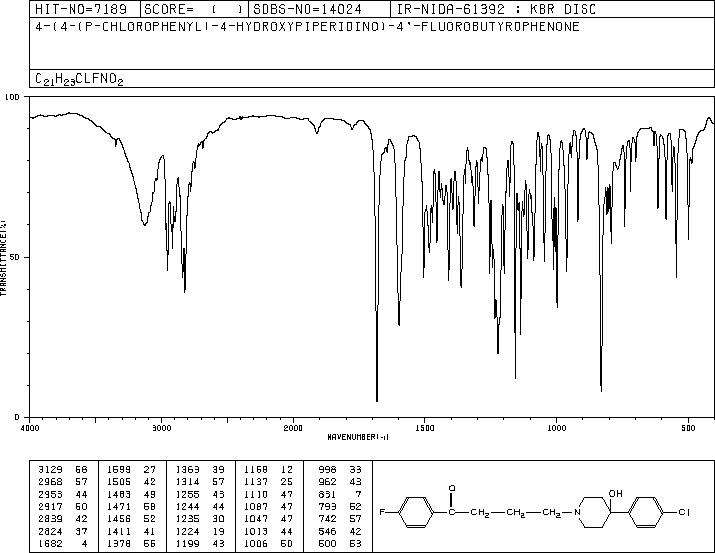 HIT-NO=7189 SCORE= ( ) SDBS-NO=14024 IR-NIDA-61392 : KBR DISC
4-(4-(P-CHLOROPHENYL)-4-HYDROXYPIPERIDINO)-4'-FLUOROBUTYROPHENONE
C21H23CLFNO2
100
50
0
TRANSMITTANCE(%)
4000 3000 2000 1500 1000 500
WAVENUMBER(-1)
3129 58 1599 27 1363 39 1158 12 998 33
2968 57 1505 42 1314 57 1137 25 962 43
2953 44 1483 49 1255 43 1110 47 831 7
2917 50 1471 58 1244 44 1087 47 793 52
2839 42 1456 52 1235 30 1047 47 742 57
2824 37 1411 41 1224 19 1013 44 546 42
1682 4 1378 55 1199 43 1006 50 500 53
O
OH
F C CH2 CH2 CH2 N Cl